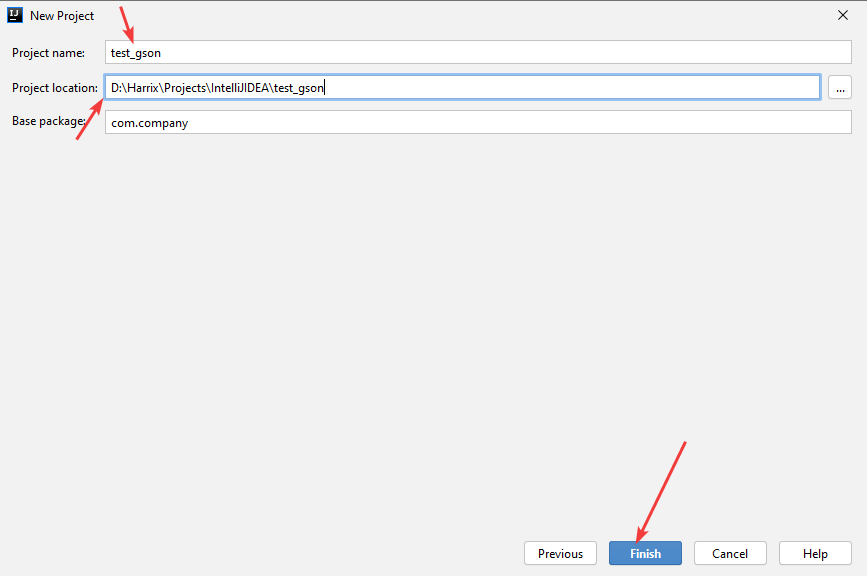 IJ New Project
Project name: test_gson
Project location: D:\Harrix\Projects\IntelliJIDEA\test_gson ...
Base package: com.company
Previous Finish Cancel Help